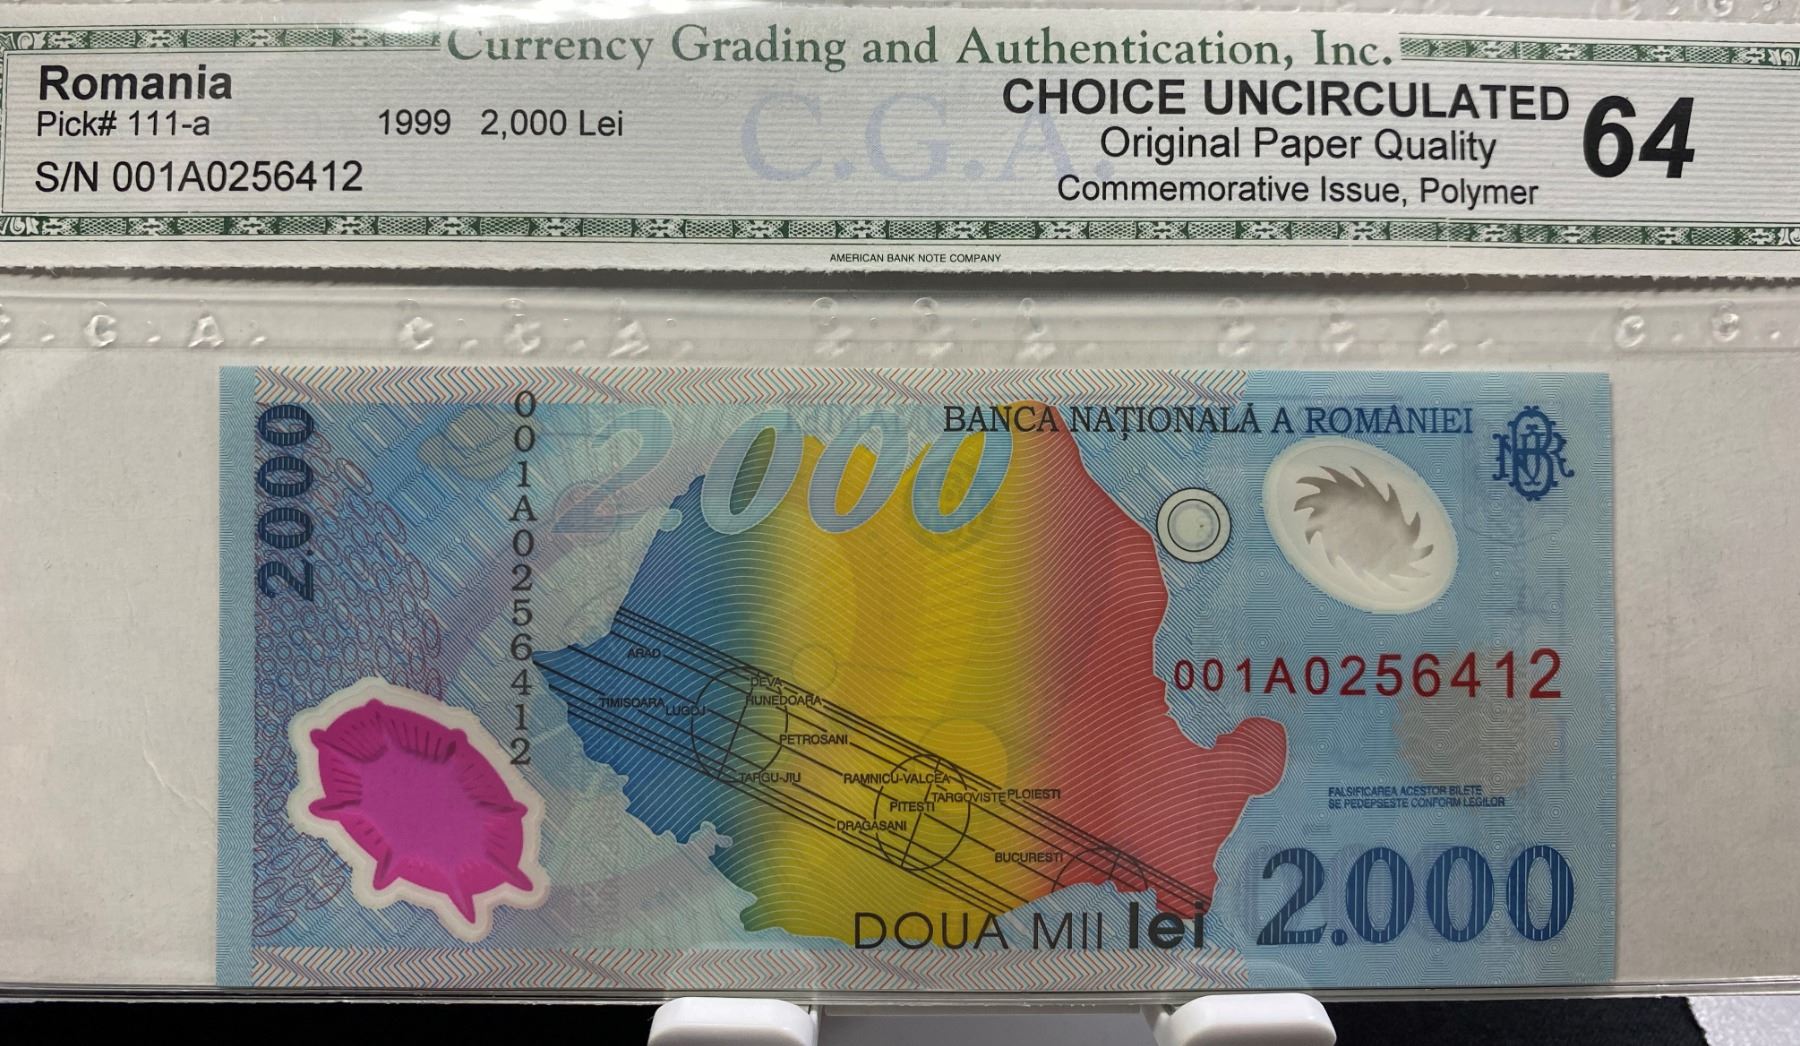 Currency Grading and Authentication, Inc.
Romania
Pick# 111-a 1999 2,000 Lei
S/N 001A0256412
C.G.A.
CHOICE UNCIRCULATED 64
Original Paper Quality
Commemorative Issue, Polymer
AMERICAN BANK NOTE COMPANY
C. G. A. C. G. A. C. G. A. C. G. A. C. G.
2.000
001A0256412
2.000
BANCA NAȚIONALĂ A ROMÂNIEI
BNR
ARAD
DEVA
HUNEDOARA
TIMISOARA
LUGOJ
PETROSANI
TARGU-JIU
RAMNICU-VALCEA
TARGOVISTE
PLOIESTI
PITESTI
DRAGASANI
BUCURESTI
001A0256412
FALSIFICAREA ACESTOR BILETE
SE PEDEPSESTE CONFORM LEGILOR
DOUA MII lei
2.000